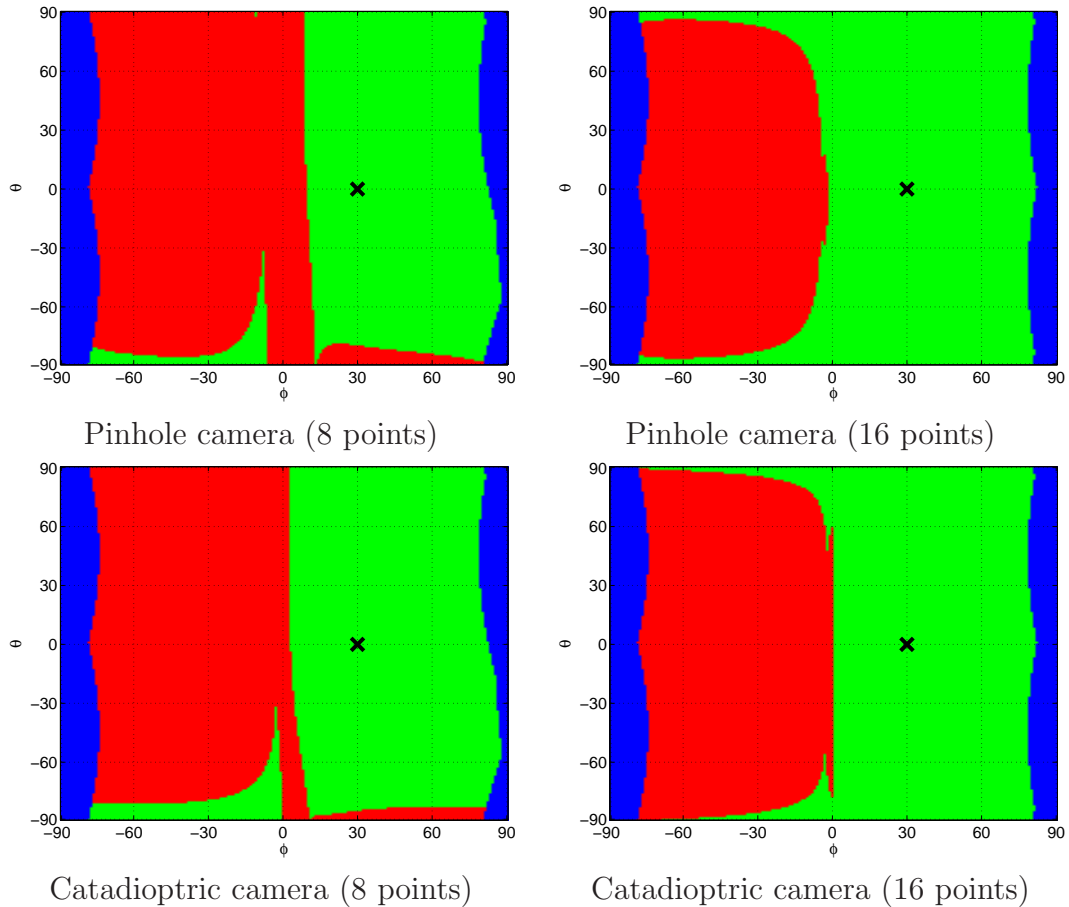 90
60
30
0
−30
−60
−90
θ
−90 −60 −30 0 30 60 90
ϕ
Pinhole camera (8 points)
90
60
30
0
−30
−60
−90
θ
−90 −60 −30 0 30 60 90
ϕ
Pinhole camera (16 points)
90
60
30
0
−30
−60
−90
θ
−90 −60 −30 0 30 60 90
ϕ
Catadioptric camera (8 points)
90
60
30
0
−30
−60
−90
θ
−90 −60 −30 0 30 60 90
ϕ
Catadioptric camera (16 points)